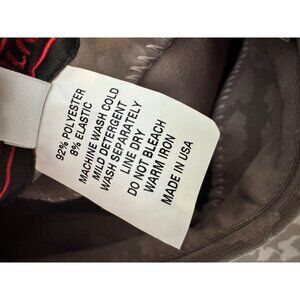 92% POLYESTER
8% ELASTIC
MACHINE WASH COLD
MILD DETERGENT
WASH SEPARATELY
LINE DRY
DO NOT BLEACH
WARM IRON
MADE IN USA